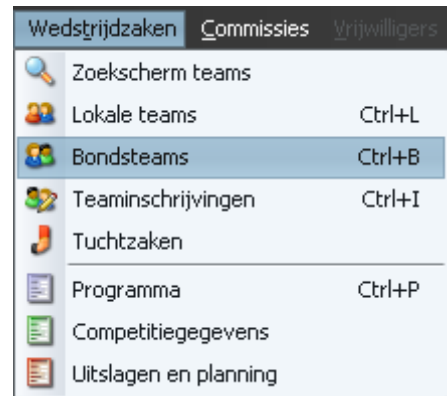 Wedstrijdzaken Commissies Vrijwilligers
Zoekscherm teams
Lokale teams Ctrl+L
Bondsteams Ctrl+B
Teaminschrijvingen Ctrl+I
Tuchtzaken
Programma Ctrl+P
Competitiegegevens
Uitslagen en planning